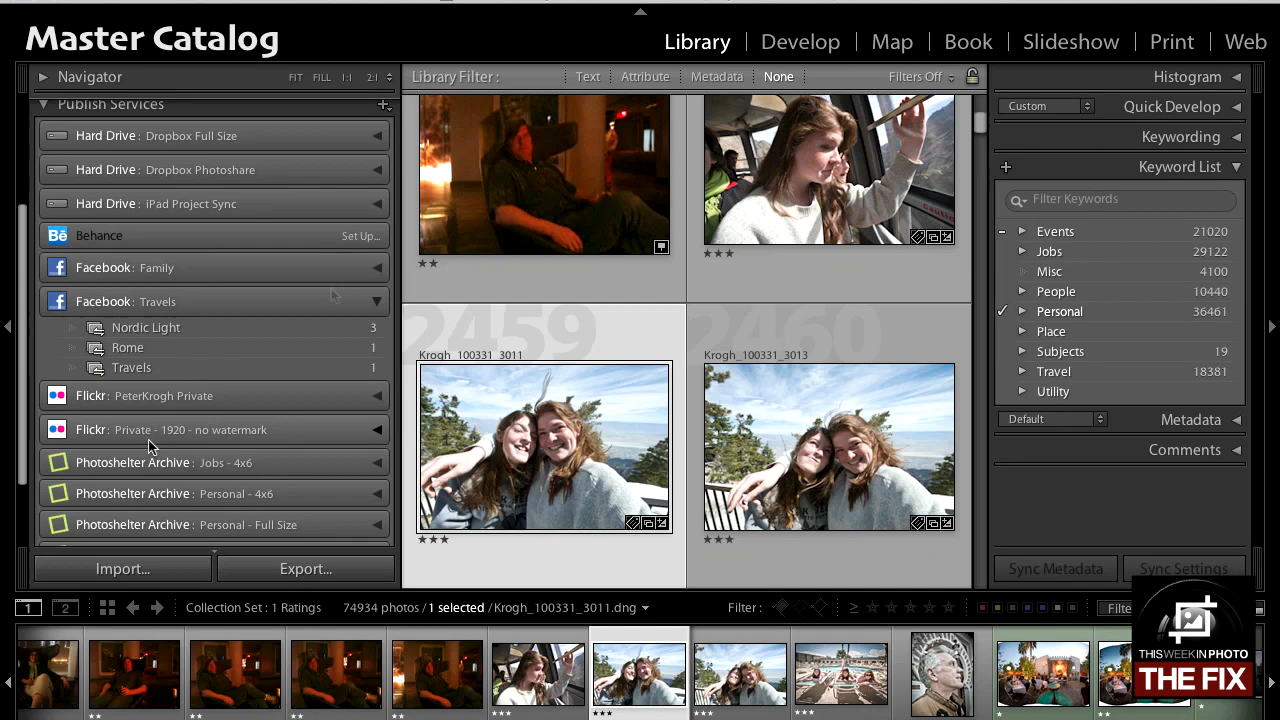 Master Catalog
Library | Develop | Map | Book | Slideshow | Print | Web
Navigator FIT FILL 1:1 2:1
Publish Services
Hard Drive : Dropbox Full Size
Hard Drive : Dropbox Photoshare
Hard Drive : iPad Project Sync
Bē Behance Set Up...
Facebook : Family
Facebook : Travels
Nordic Light 3
Rome 1
Travels 1
Flickr : PeterKrogh Private
Flickr : Private - 1920 - no watermark
Photoshelter Archive : Jobs - 4x6
Photoshelter Archive : Personal - 4x6
Photoshelter Archive : Personal - Full Size
Import... Export...
Library Filter : Text Attribute Metadata None Filters Off
2459 2460
Krogh_100331_3011 Krogh_100331_3013
Histogram
Custom Quick Develop
Keywording
Keyword List
Filter Keywords
Events 21020
Jobs 29122
Misc 4100
People 10440
Personal 36461
Place
Subjects 19
Travel 18381
Utility
Default Metadata
Comments
Sync Metadata Sync Settings
1 2 Collection Set : 1 Ratings 74934 photos / 1 selected / Krogh_100331_3011.dng Filter : Filte
THIS WEEK IN PHOTO
THE FIX